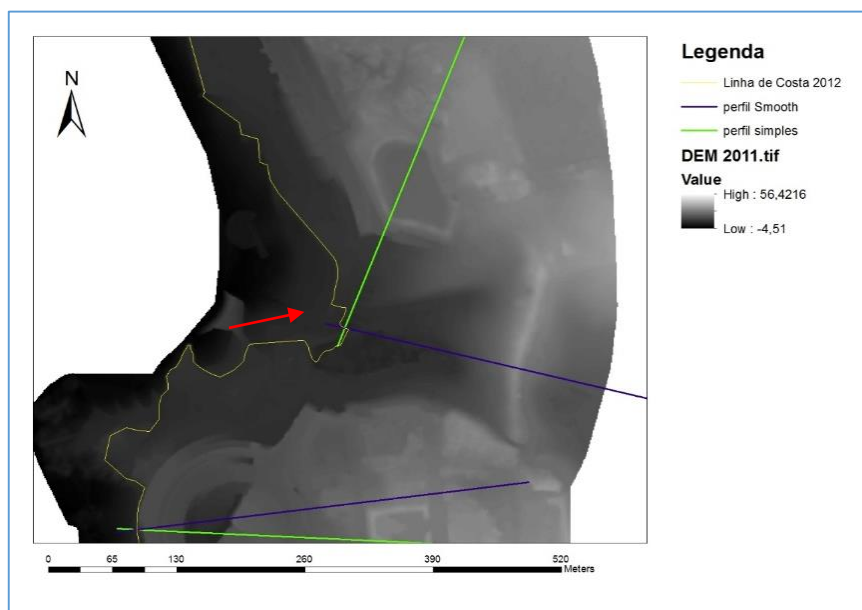 N
Legenda
Linha de Costa 2012
perfil Smooth
perfil simples
DEM 2011.tif
Value
High : 56,4216
Low : -4,51
0 65 130 260 390 520
Meters